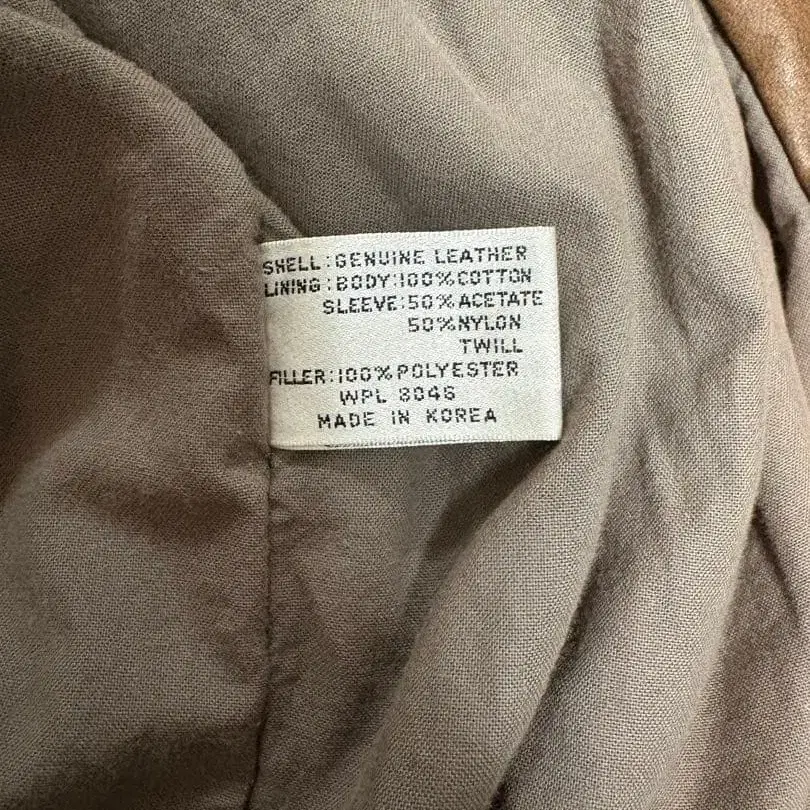 SHELL:GENUINE LEATHER
LINING:BODY:100%COTTON
SLEEVE:50%ACETATE
50%NYLON
TWILL
FILLER:100%POLYESTER
WPL 8046
MADE IN KOREA